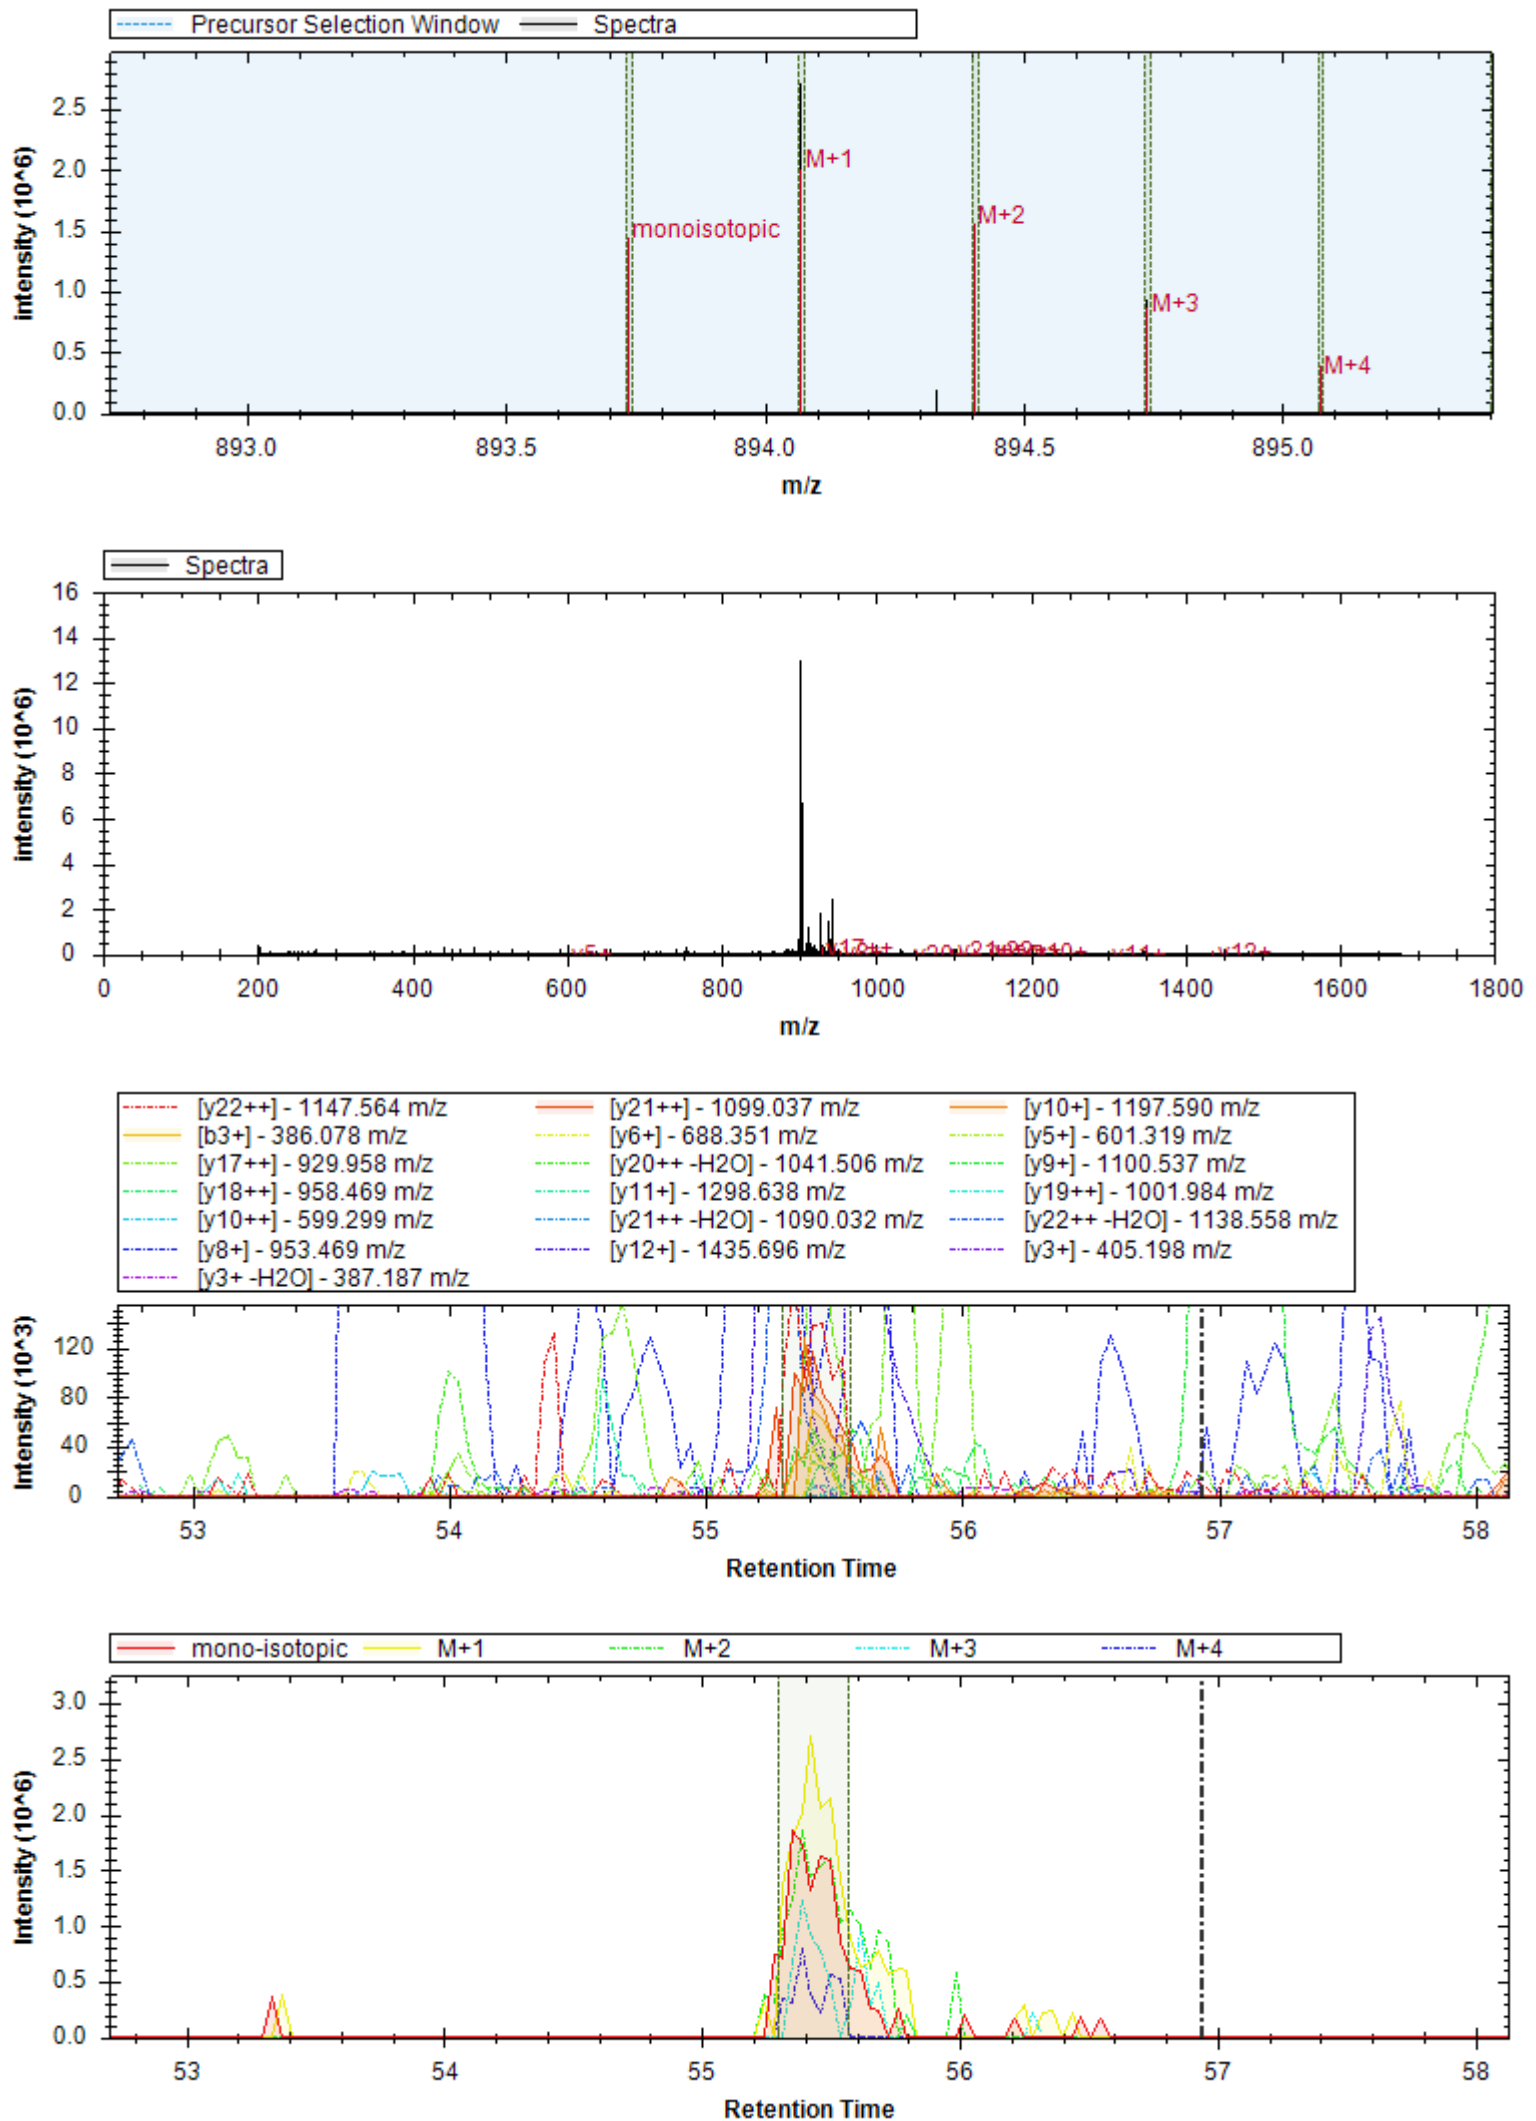 Precursor Selection Window Spectra
intensity (10^6)
2.5
2.0
1.5
1.0
0.5
0.0
monoisotopic
M+1
M+2
M+3
M+4
893.0 893.5 894.0 894.5 895.0
m/z
Spectra
intensity (10^6)
16
14
12
10
8
6
4
2
0
y5+ y17++ y11+ y12+
0 200 400 600 800 1000 1200 1400 1600 1800
m/z
[y22++] - 1147.564 m/z [y21++] - 1099.037 m/z [y10+] - 1197.590 m/z
[b3+] - 386.078 m/z [y6+] - 688.351 m/z [y5+] - 601.319 m/z
[y17++] - 929.958 m/z [y20++ -H2O] - 1041.506 m/z [y9+] - 1100.537 m/z
[y18++] - 958.469 m/z [y11+] - 1298.638 m/z [y19++] - 1001.984 m/z
[y10++] - 599.299 m/z [y21++ -H2O] - 1090.032 m/z [y22++ -H2O] - 1138.558 m/z
[y8+] - 953.469 m/z [y12+] - 1435.696 m/z [y3+] - 405.198 m/z
[y3+ -H2O] - 387.187 m/z
Intensity (10^3)
120
80
40
0
53 54 55 56 57 58
Retention Time
mono-isotopic M+1 M+2 M+3 M+4
Intensity (10^6)
3.0
2.5
2.0
1.5
1.0
0.5
0.0
53 54 55 56 57 58
Retention Time